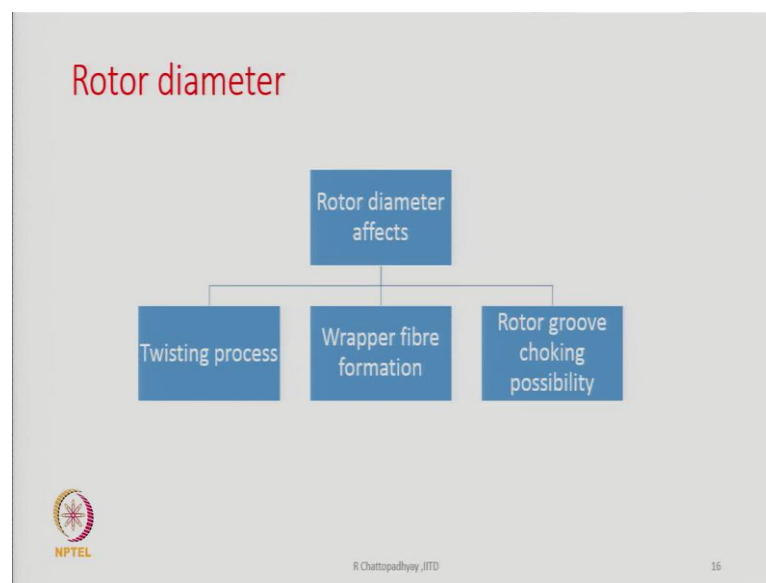 Rotor diameter
Rotor diameter
affects
Twisting process
Wrapper fibre
formation
Rotor groove
choking
possibility
NPTEL
R Chattopadhyay ,IITD
16